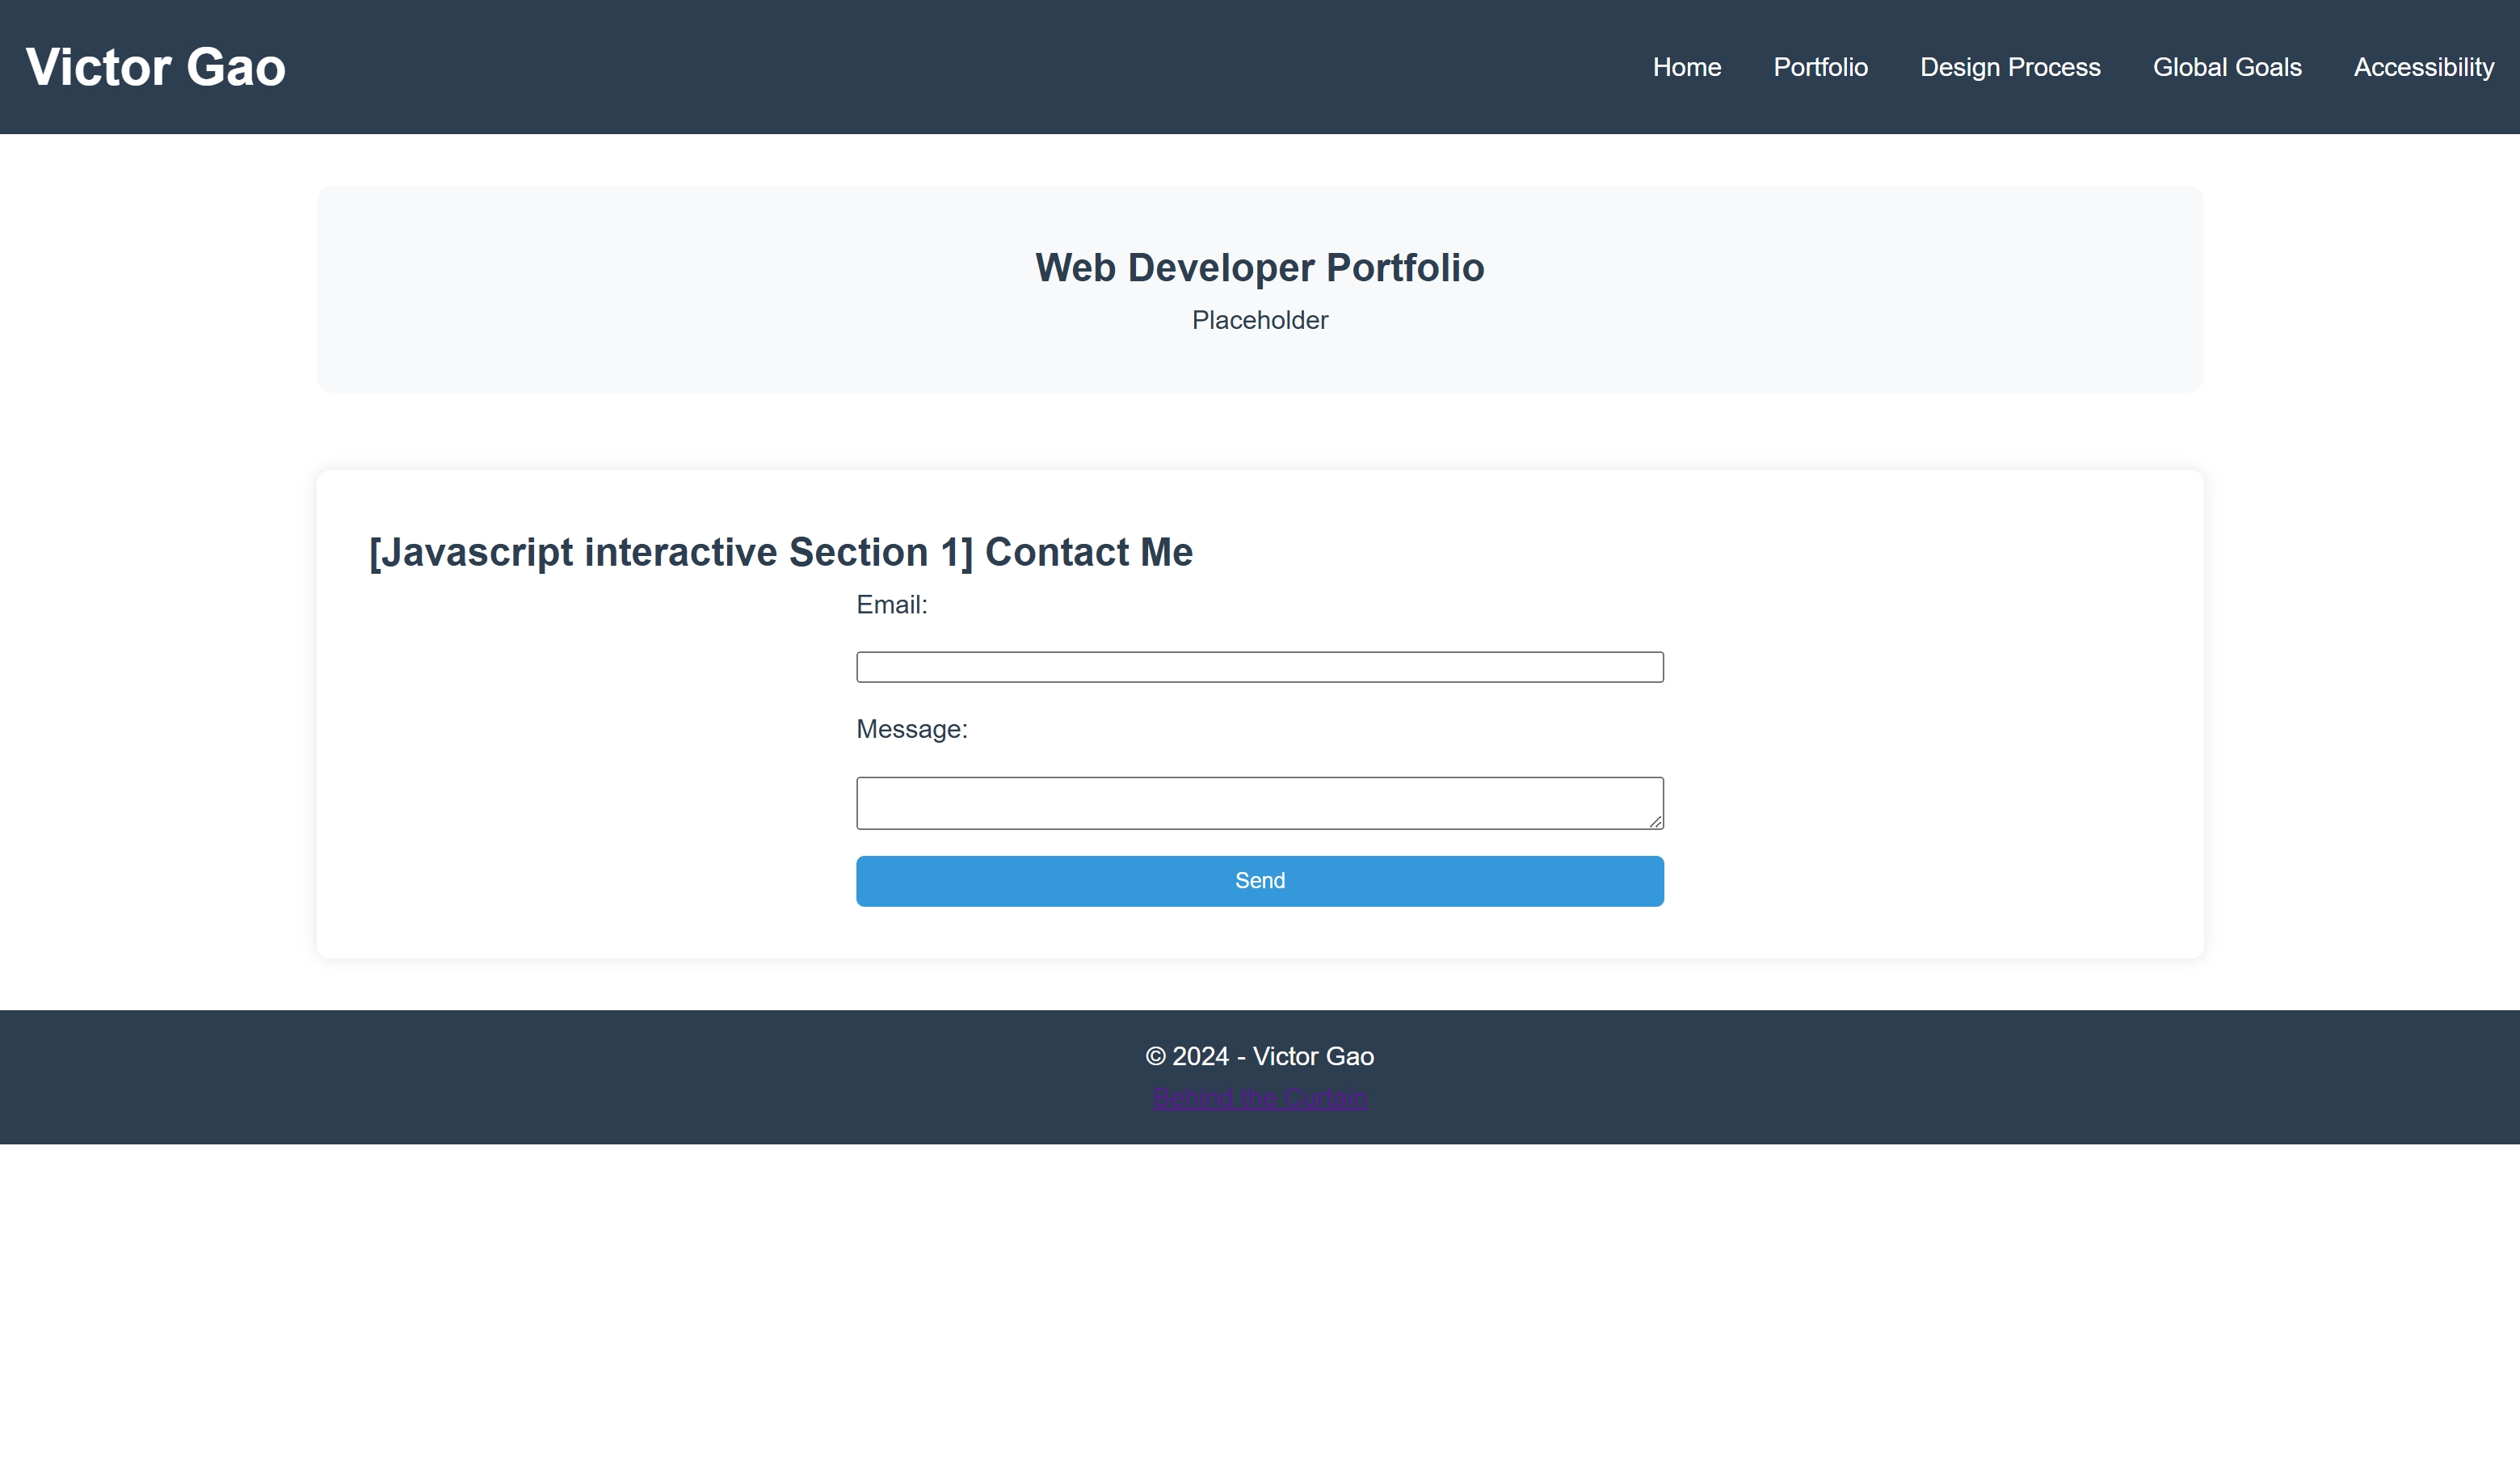 Victor Gao
Home Portfolio Design Process Global Goals Accessibility
Web Developer Portfolio
Placeholder
[Javascript interactive Section 1] Contact Me
Email:
Message:
Send
© 2024 - Victor Gao
Behind the Curtain